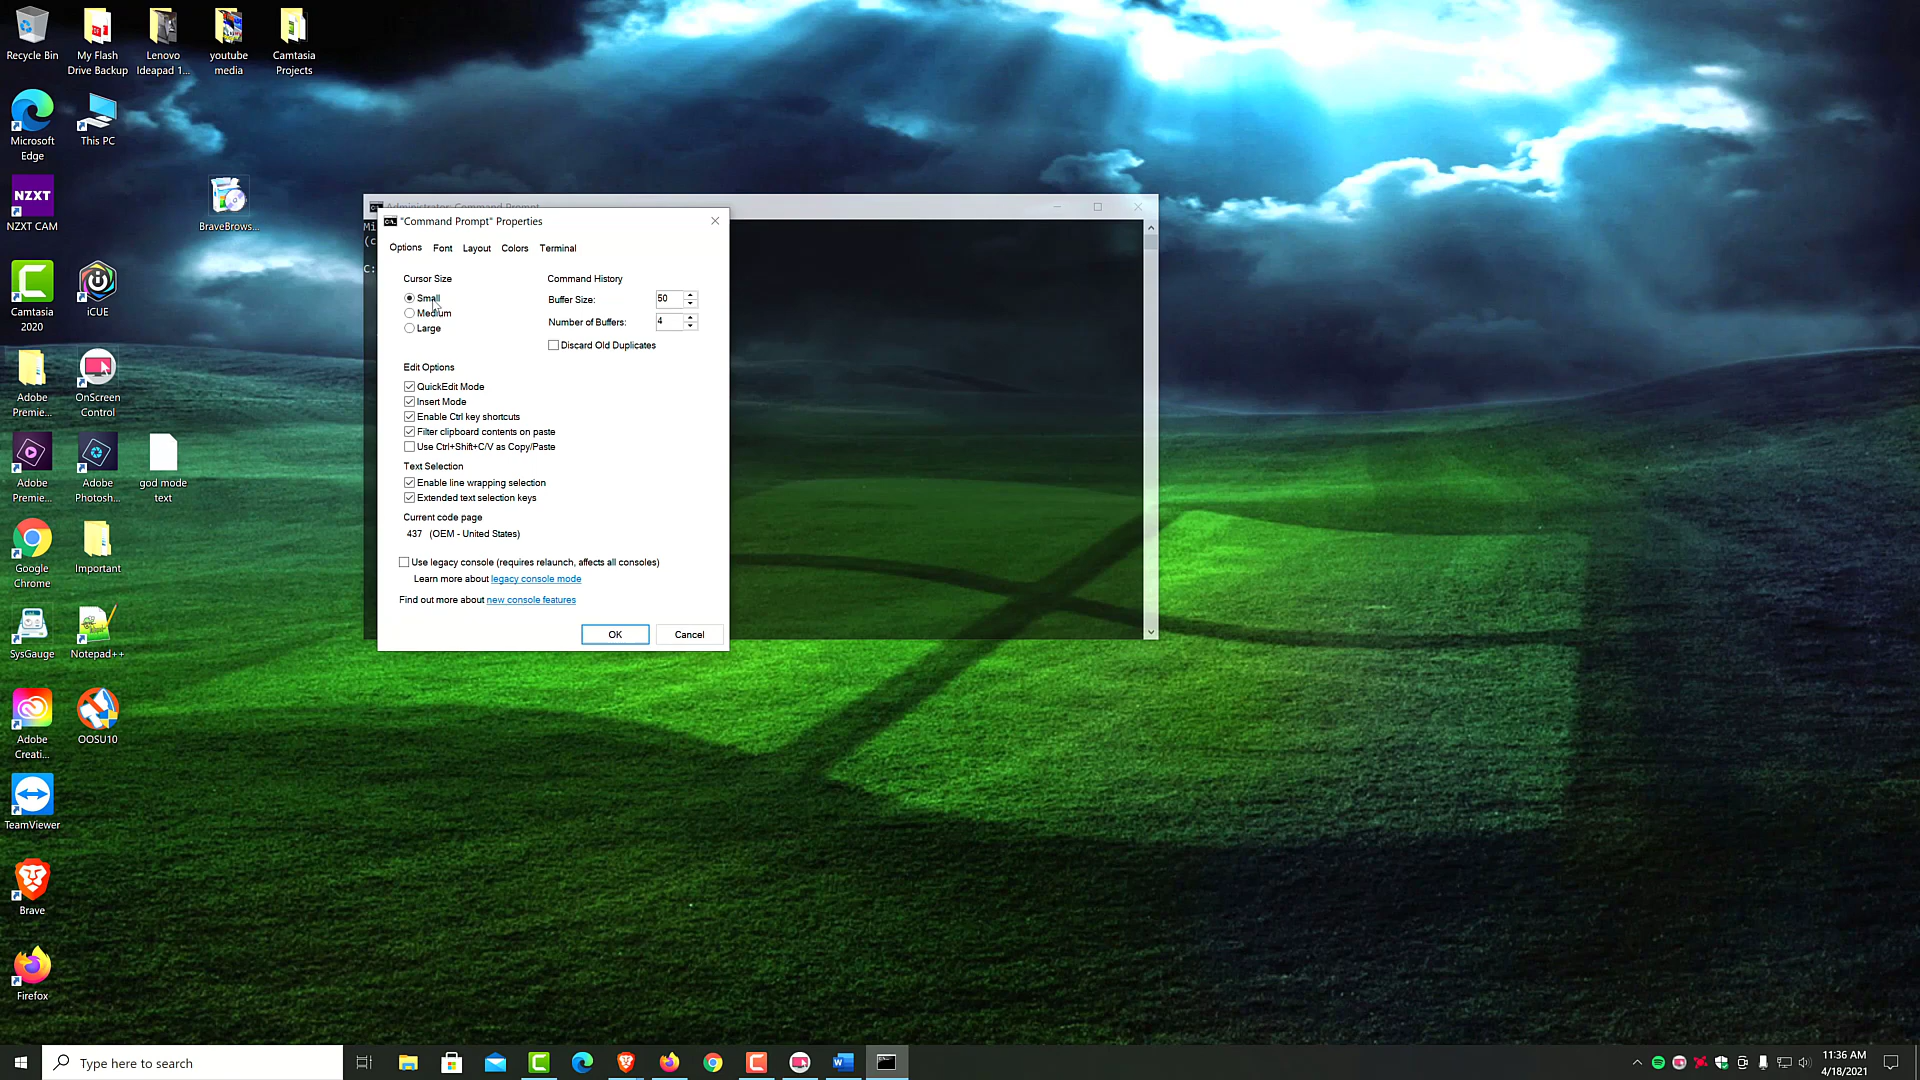 Recycle Bin
My Flash
Drive Backup
Lenovo
Ideapad 1...
youtube
media
Camtasia
Projects
Microsoft
Edge
This PC
NZXT
NZXT CAM
BraveBrows...
Camtasia
2020
iCUE
Adobe
Premie...
OnScreen
Control
Adobe
Premie...
Adobe
Photosh...
god mode
text
Google
Chrome
Important
SysGauge
Notepad++
Adobe
Creati...
OOSU10
TeamViewer
Brave
Firefox
Administrator: Command Prompt
Mi
(c
C:
"Command Prompt" Properties
Options
Font
Layout
Colors
Terminal
Cursor Size
Small
Medium
Large
Command History
Buffer Size:
50
Number of Buffers:
4
Discard Old Duplicates
Edit Options
QuickEdit Mode
Insert Mode
Enable Ctrl key shortcuts
Filter clipboard contents on paste
Use Ctrl+Shift+C/V as Copy/Paste
Text Selection
Enable line wrapping selection
Extended text selection keys
Current code page
437 (OEM - United States)
Use legacy console (requires relaunch, affects all consoles)
Learn more about legacy console mode
Find out more about new console features
OK
Cancel
Type here to search
11:36 AM
4/18/2021